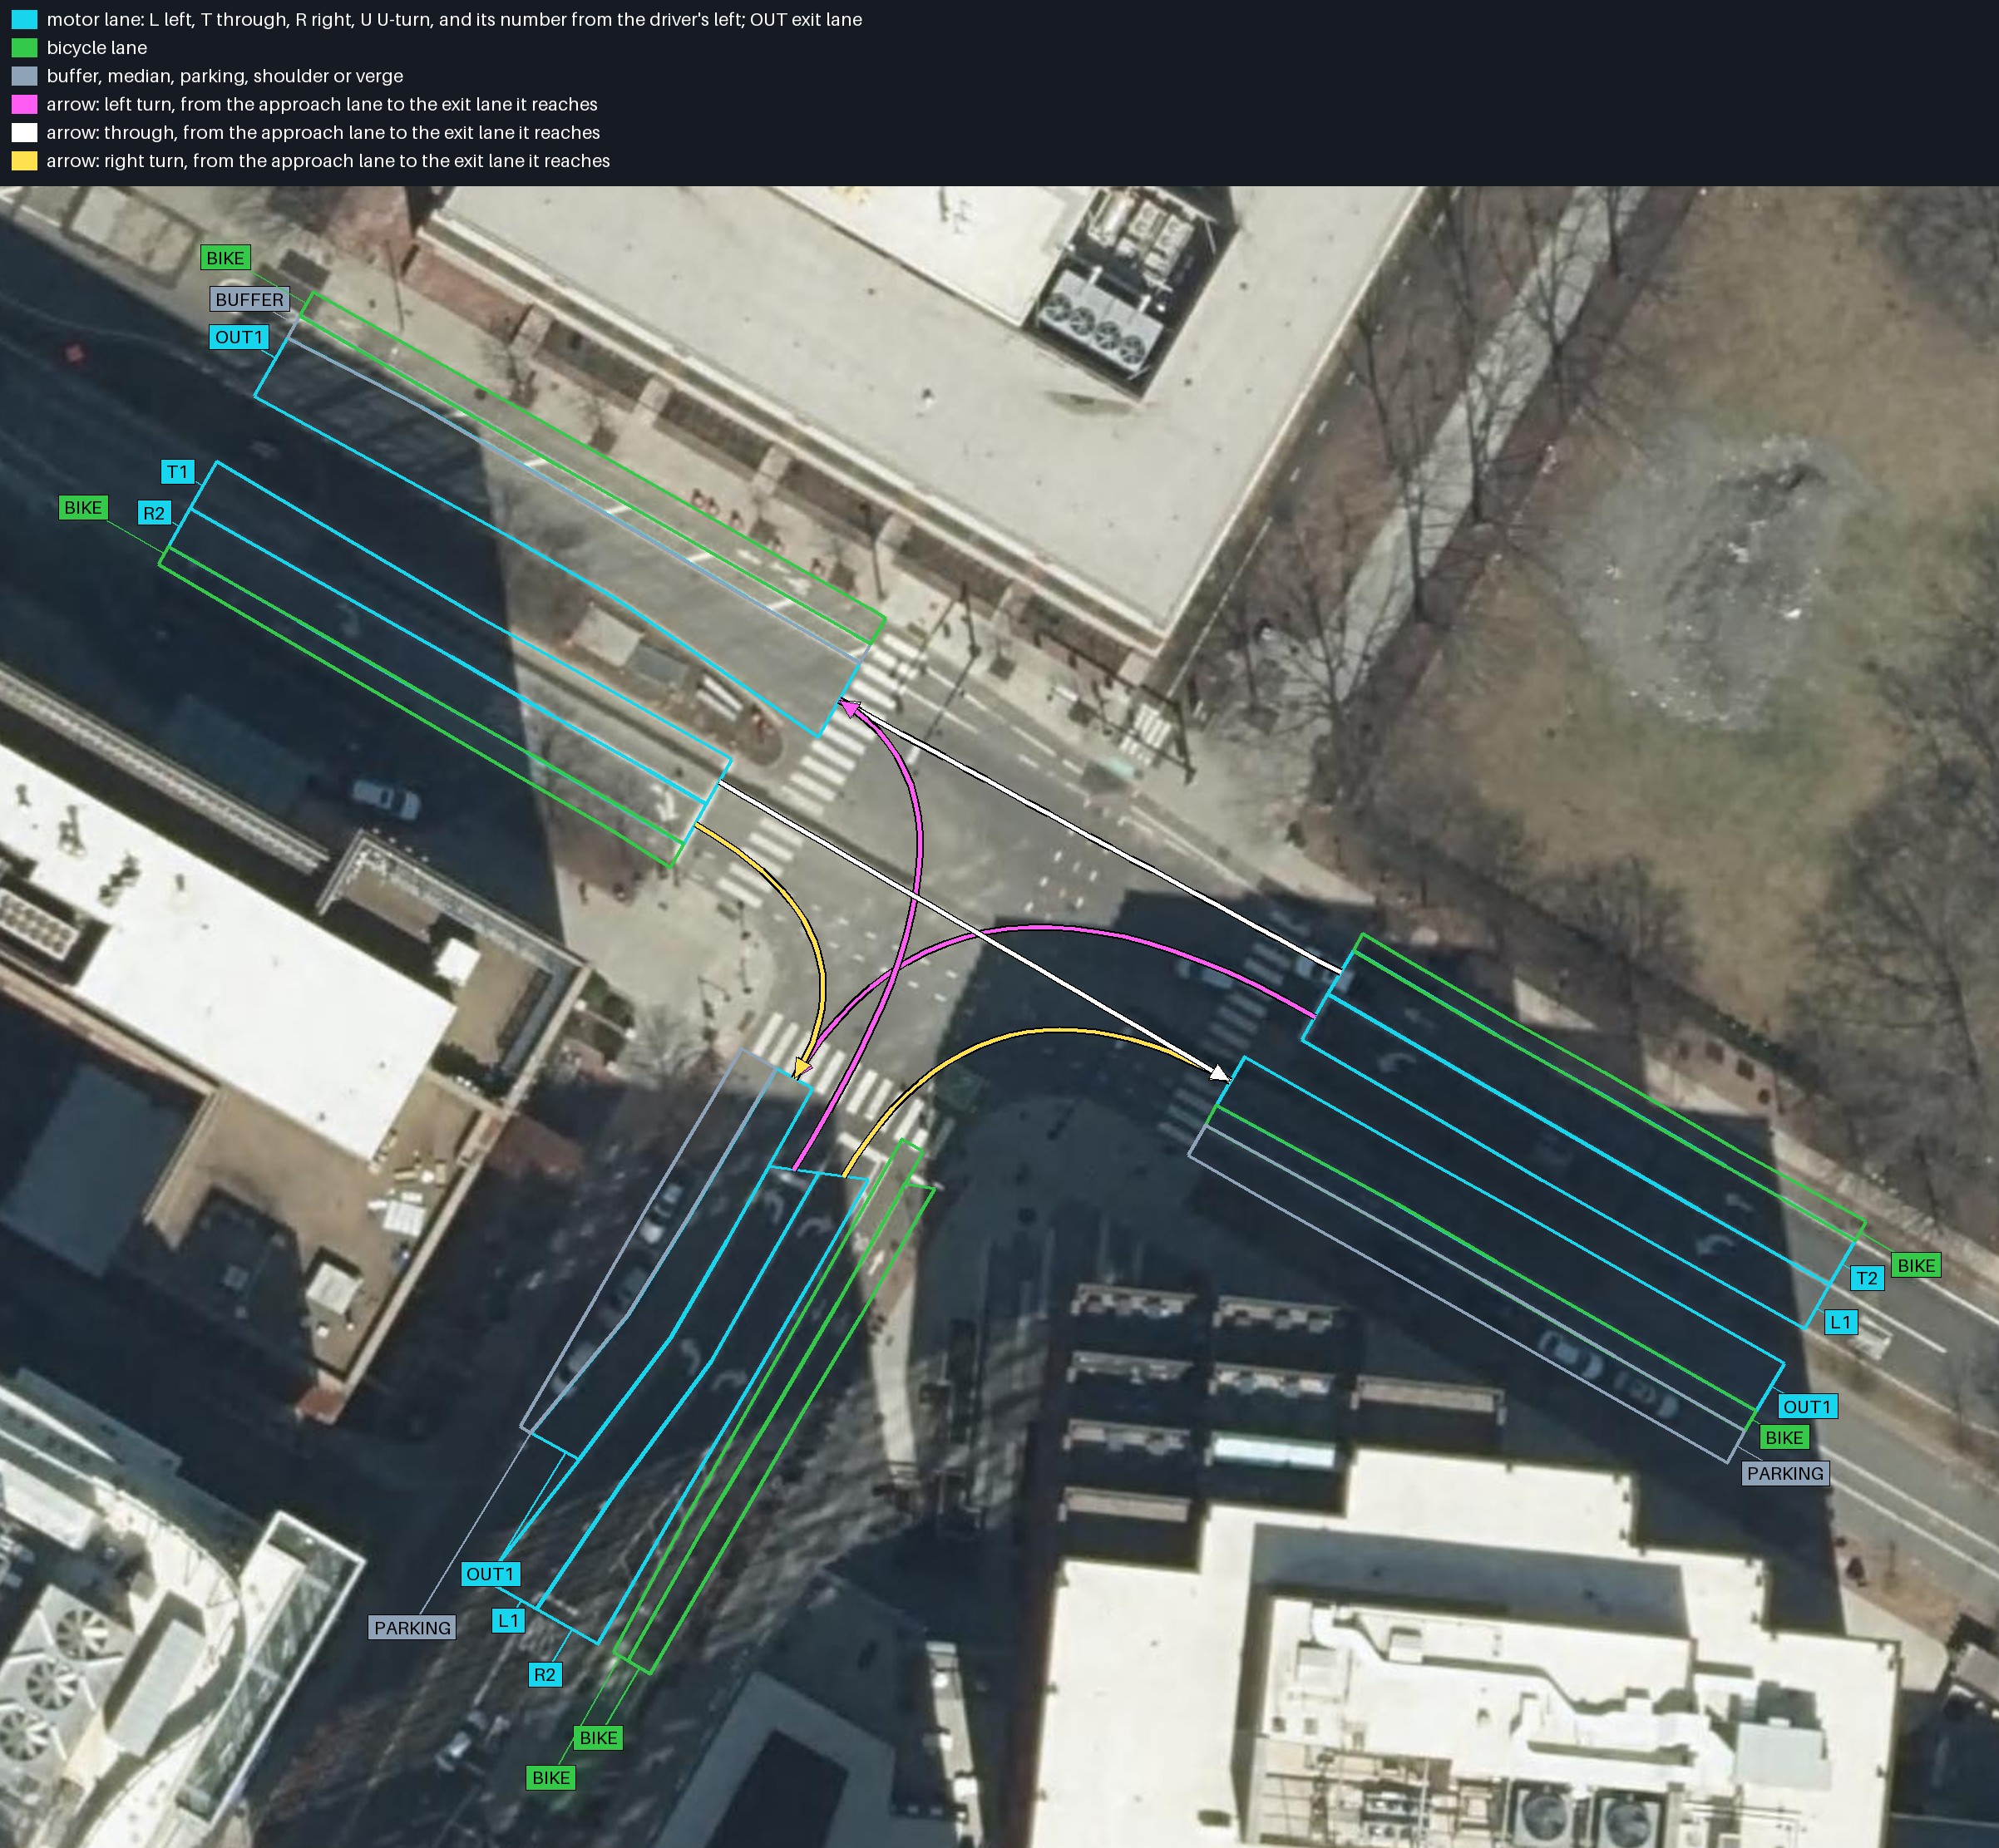 motor lane: L left, T through, R right, U U-turn, and its number from the driver's left; OUT exit lane
bicycle lane
buffer, median, parking, shoulder or verge
arrow: left turn, from the approach lane to the exit lane it reaches
arrow: through, from the approach lane to the exit lane it reaches
arrow: right turn, from the approach lane to the exit lane it reaches
BIKE
BUFFER
OUT1
T1
R2
BIKE
BIKE
T2
L1
OUT1
BIKE
PARKING
OUT1
L1
PARKING
R2
BIKE
BIKE